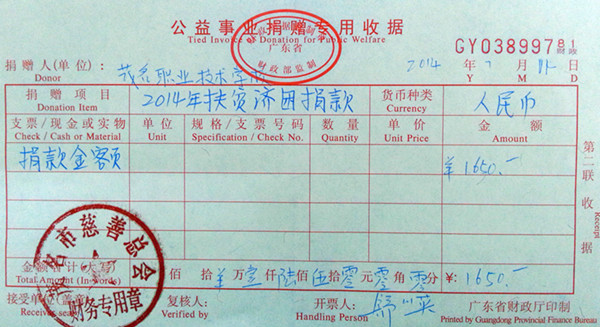 公益事业捐赠专用收据
Tied Invoice of Donation for Public Welfare
广东省
财政部监制
GY03899781
捐赠人(单位): 茂名职业技术学院 2014 年 7 月 日
Donor Y M D
捐赠项目 2014年扶贫济困捐款 货币种类 人民币
Donation Item Currency
支票/现金或实物 单位 规格/支票号码 数量 单价 金额
Check / Cash or Material Unit Specification / Check No. Quantity Unit Price Amount
捐款金额 ¥1650.-
第二联 收据
Receipt
金额合计(大写) 佰 拾 万壹仟陆佰伍拾零元零角零分 ¥: 1650.-
Total Amount (In words)
接受单位(盖章) 复核人: 开票人:
Receiver seal Verified by Handling Person
广东省财政厅印制
Printed by Guangdong Provincial Finance Bureau
茂名市慈善总会
财务专用章